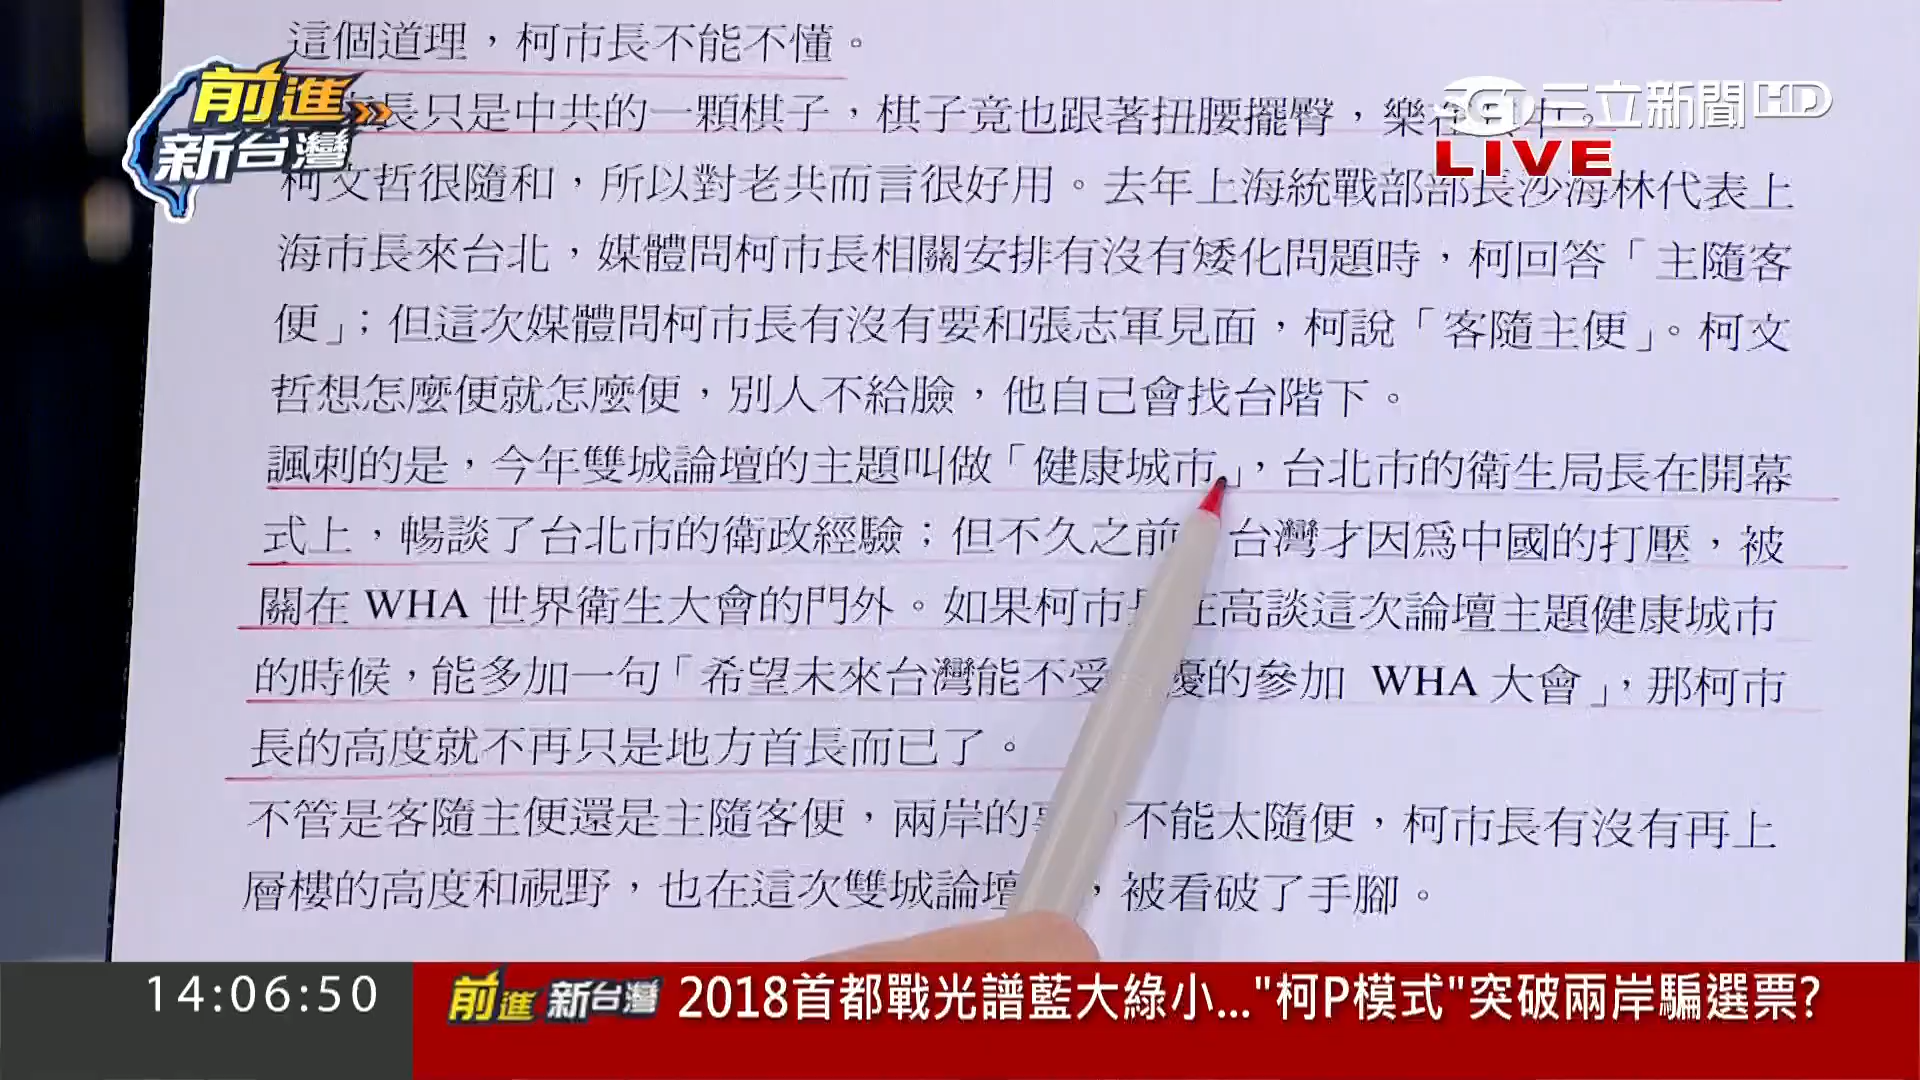 這個道理，柯市長不能不懂。
市長只是中共的一顆棋子，棋子竟也跟著扭腰擺臀，樂在其中。
柯文哲很隨和，所以對老共而言很好用。去年上海統戰部部長沙海林代表上
海市長來台北，媒體問柯市長相關安排有沒有矮化問題時，柯回答「主隨客
便」；但這次媒體問柯市長有沒有要和張志軍見面，柯說「客隨主便」。柯文
哲想怎麼便就怎麼便，別人不給臉，他自己會找台階下。
諷刺的是，今年雙城論壇的主題叫做「健康城市」，台北市的衛生局長在開幕
式上，暢談了台北市的衛政經驗；但不久之前 台灣才因為中國的打壓，被
關在 WHA 世界衛生大會的門外。如果柯市長在高談這次論壇主題健康城市
的時候，能多加一句「希望未來台灣能不受 擾的參加 WHA 大會」，那柯市
長的高度就不再只是地方首長而已了。
不管是客隨主便還是主隨客便，兩岸的 不能太隨便，柯市長有沒有再上
層樓的高度和視野，也在這次雙城論壇 ，被看破了手腳。
前進
新台灣
三立新聞HD
LIVE
14:06:50
前進新台灣 2018首都戰光譜藍大綠小..."柯P模式"突破兩岸騙選票?